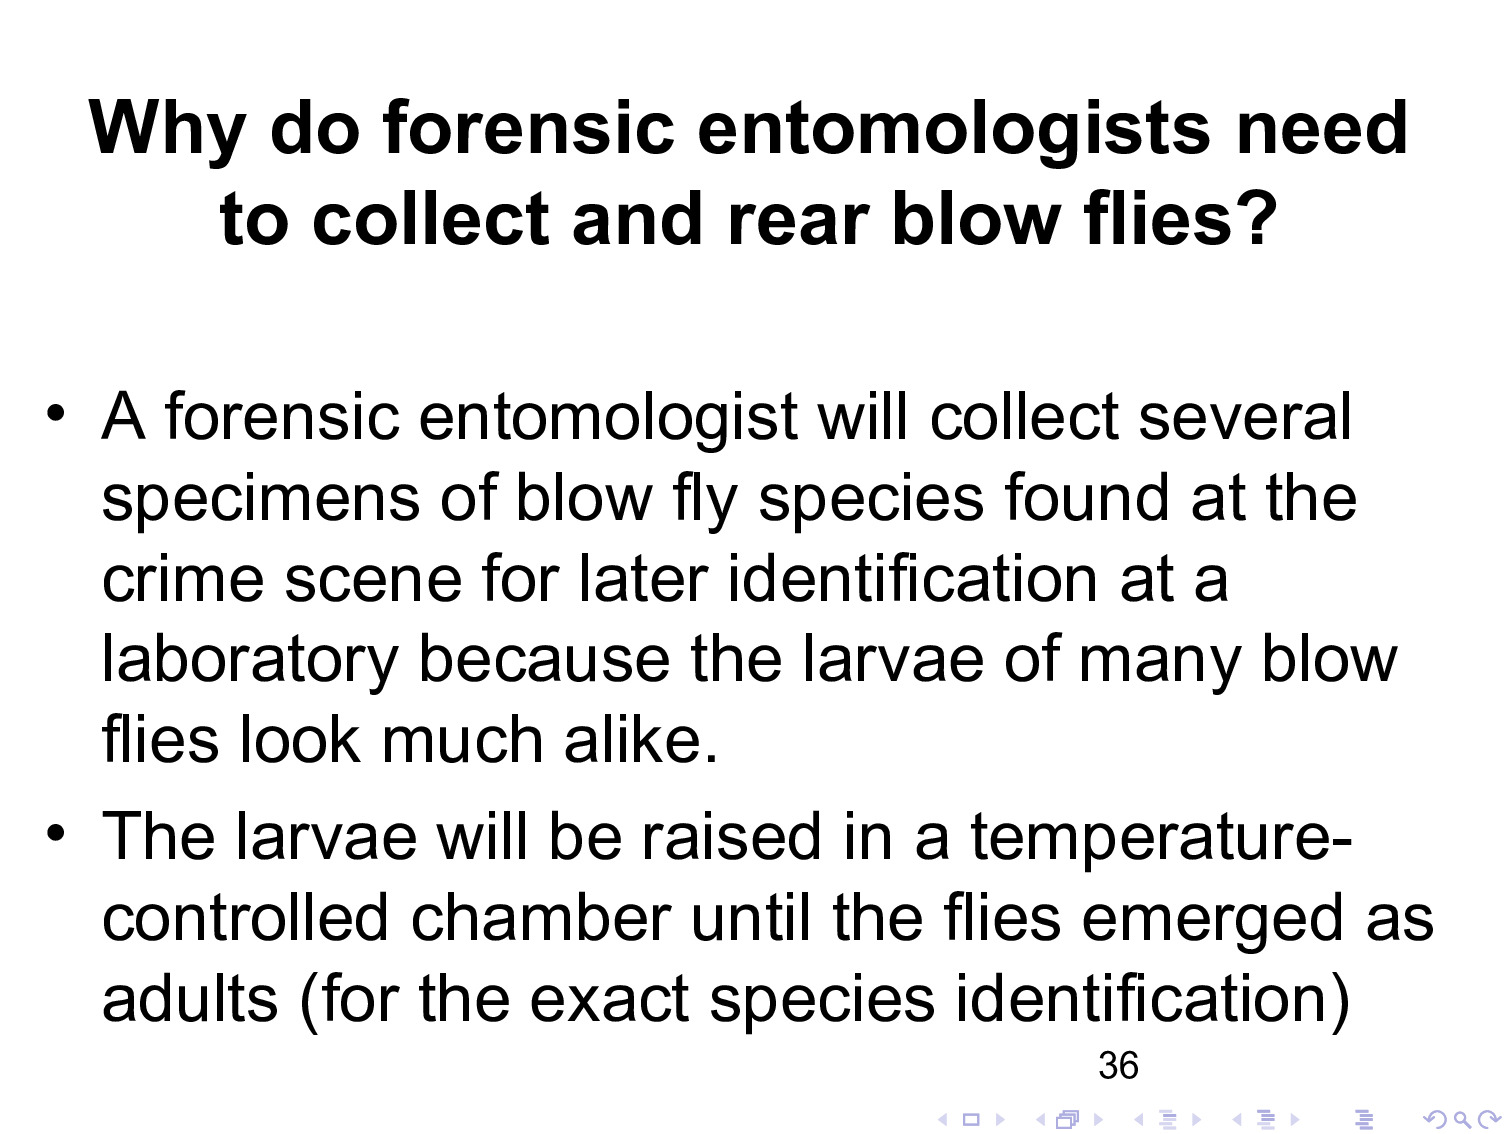 Why do forensic entomologists need
to collect and rear blow flies?
• A forensic entomologist will collect several
specimens of blow fly species found at the
crime scene for later identification at a
laboratory because the larvae of many blow
flies look much alike.
• The larvae will be raised in a temperature-
controlled chamber until the flies emerged as
adults (for the exact species identification)
36